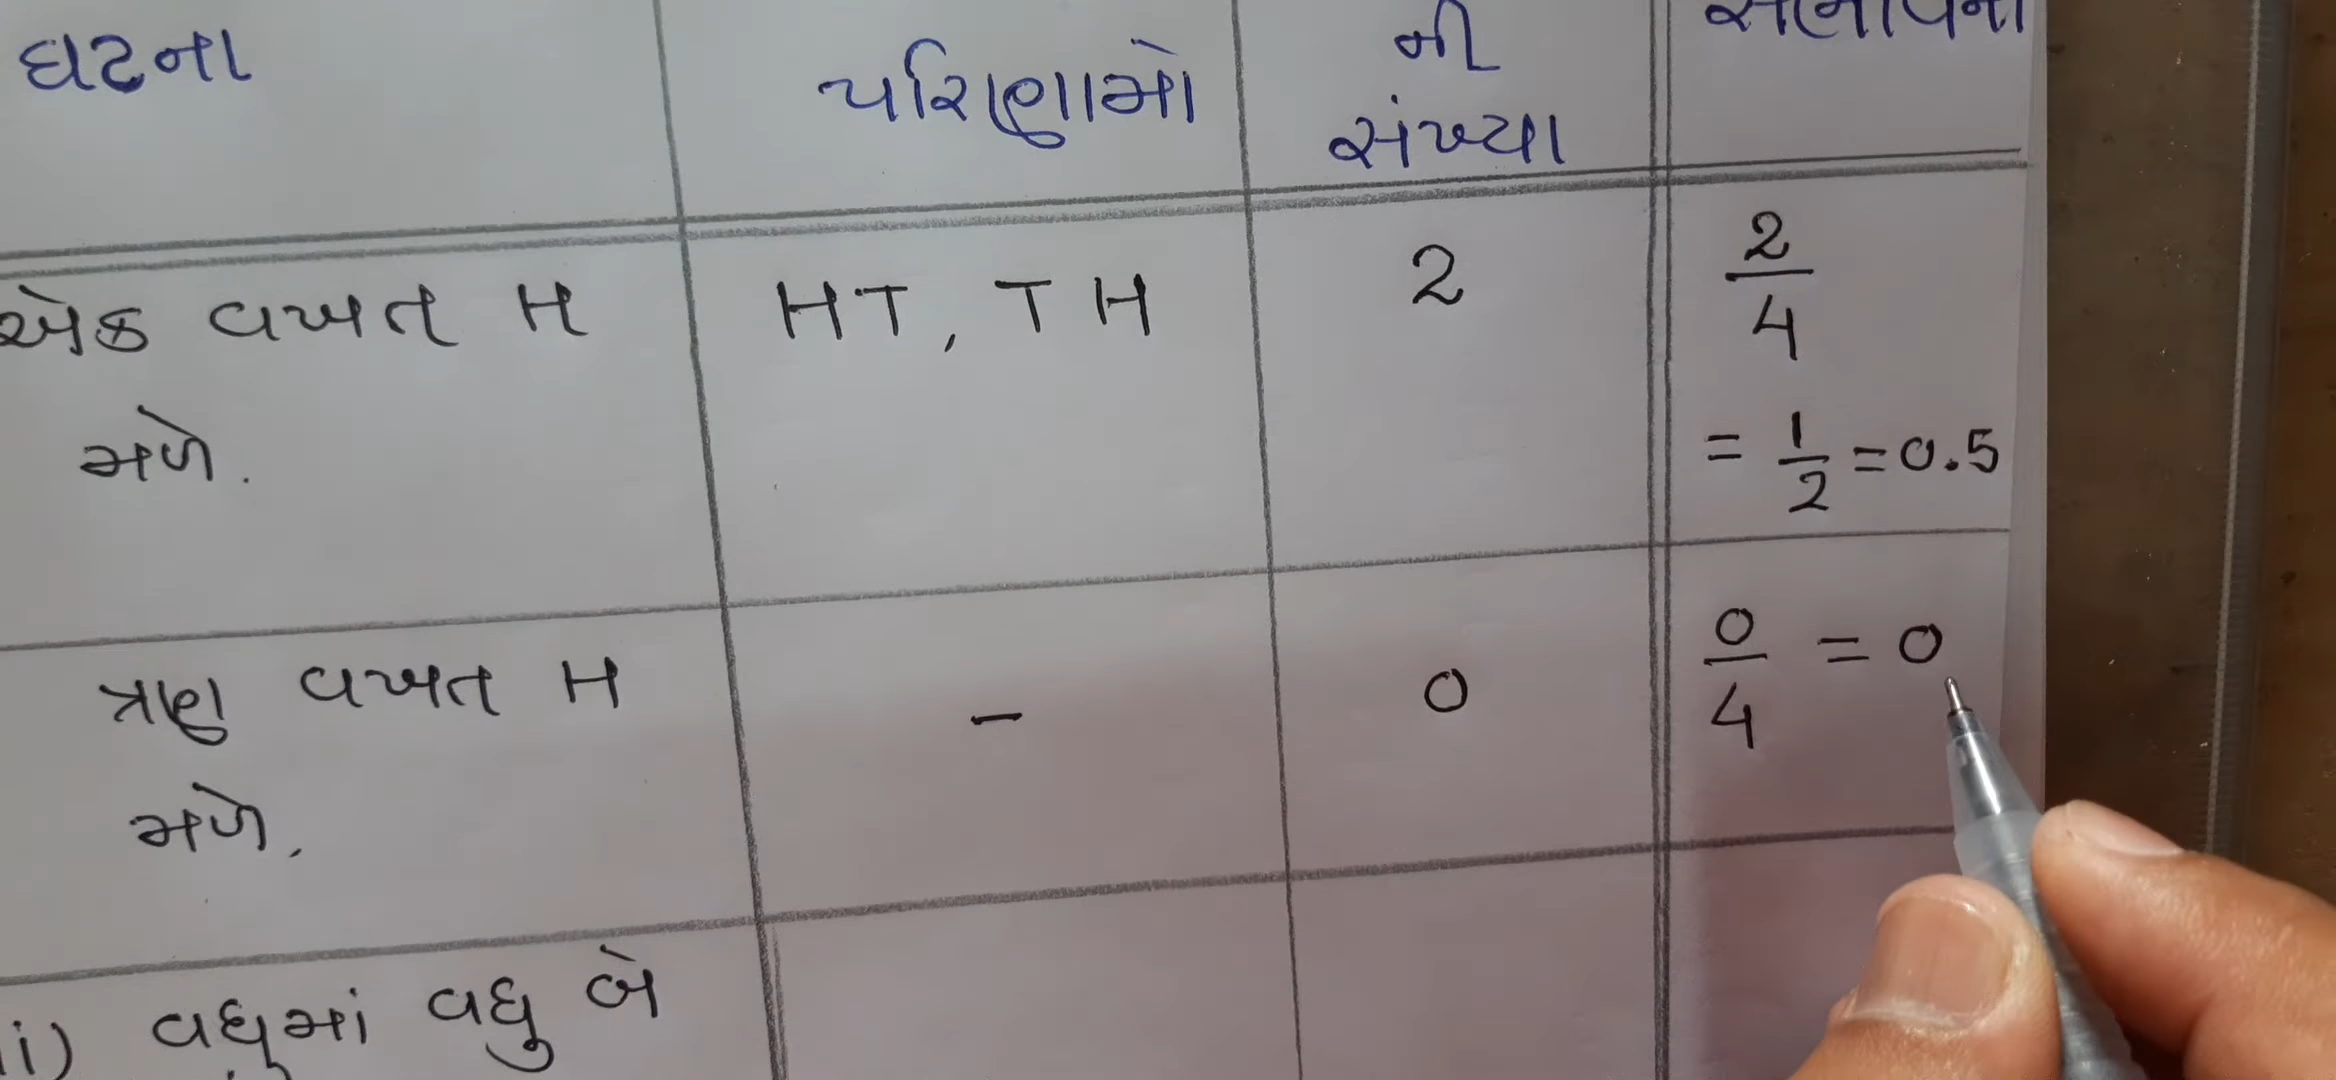 ઘટના
પરિણામો
ની
સંખ્યા
સંભાવના
એક વખત H
મળે.
HT, TH
2
2/4
= 1/2 = 0.5
ત્રણ વખત H
મળે.
–
0
0/4 = 0
ii) વધુમાં વધુ બે